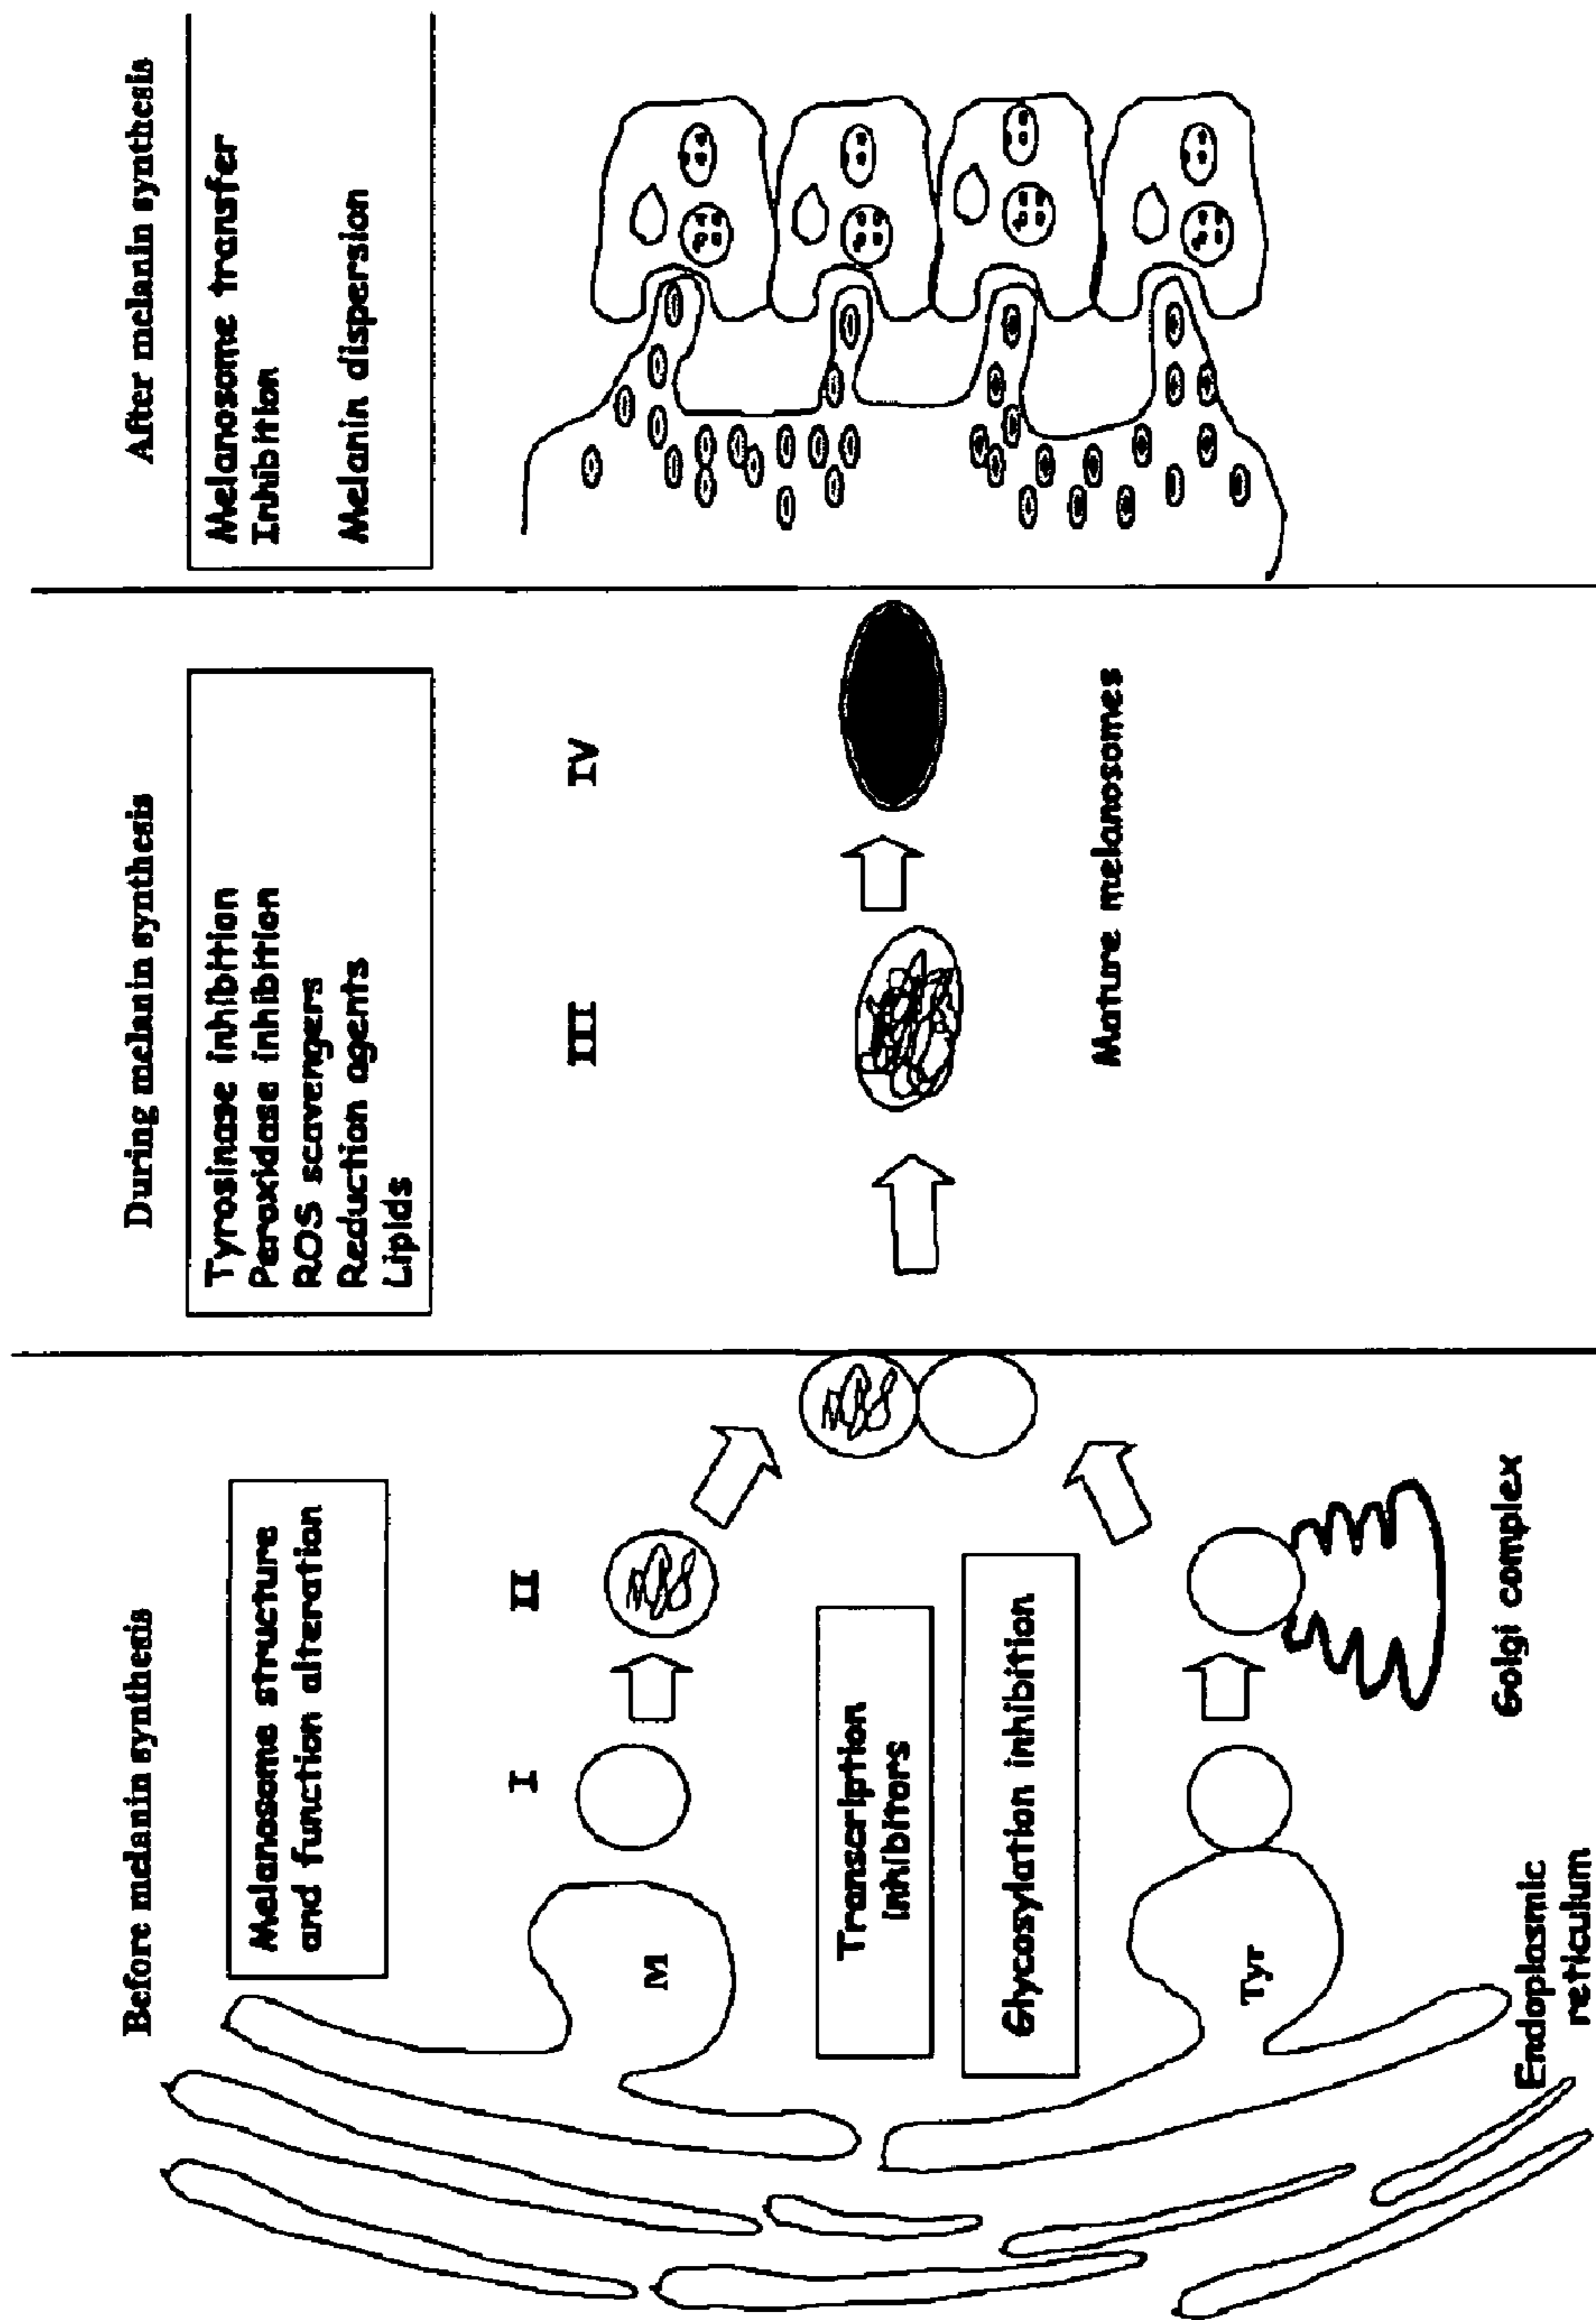 Before melanin synthesis
During melanin synthesis
After melanin synthesis
Melanosome structure
and function alteration
Tyrosinase inhibition
Peroxidase inhibition
ROS scavengers
Reduction agents
Lipids
Melanosome transfer
Inhibition
Melanin dispersion
I
II
III
IV
M
Transcription
inhibitors
Glycosylation inhibition
Mature melanosomes
Tyr
Endoplasmic
reticulum
Golgi complex